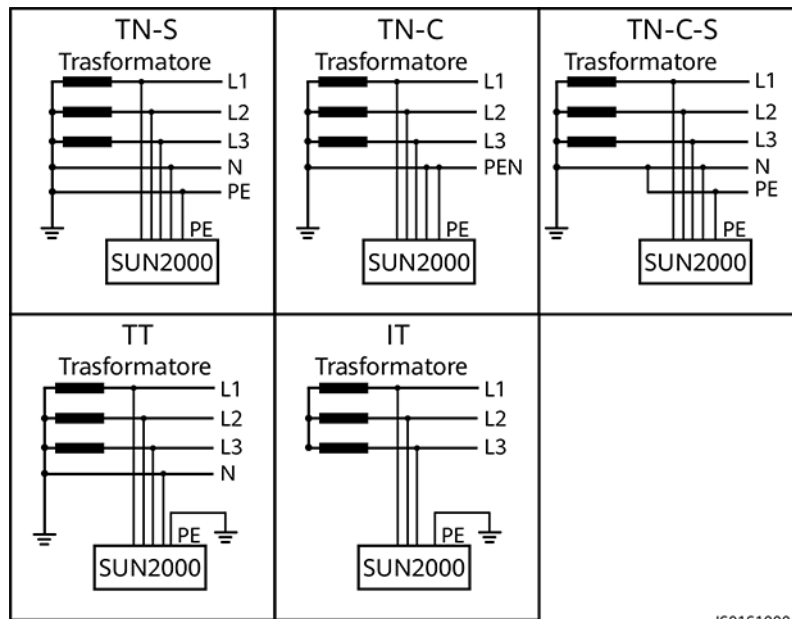 TN-S
Trasformatore
L1
L2
L3
N
PE
PE
SUN2000
TN-C
Trasformatore
L1
L2
L3
PEN
PE
SUN2000
TN-C-S
Trasformatore
L1
L2
L3
N
PE
PE
SUN2000
TT
Trasformatore
L1
L2
L3
N
PE
SUN2000
IT
Trasformatore
L1
L2
L3
PE
SUN2000